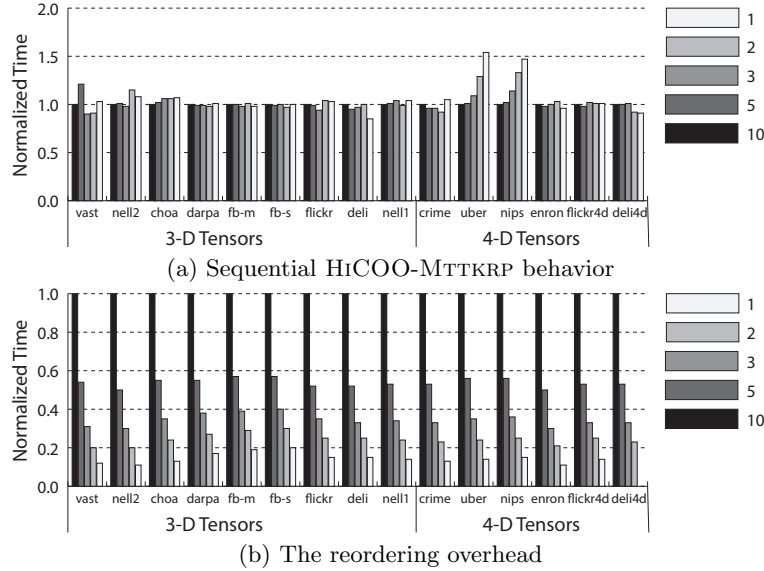 2.0
1.5
1.0
0.5
0.0
Normalized Time
vast nell2 choa darpa fb-m fb-s flickr deli nell1 crime uber nips enron flickr4d deli4d
3-D Tensors 4-D Tensors
1
2
3
5
10
(a) Sequential HICOO-MTTKRP behavior
1.0
0.8
0.6
0.4
0.2
0.0
Normalized Time
vast nell2 choa darpa fb-m fb-s flickr deli nell1 crime uber nips enron flickr4d deli4d
3-D Tensors 4-D Tensors
1
2
3
5
10
(b) The reordering overhead